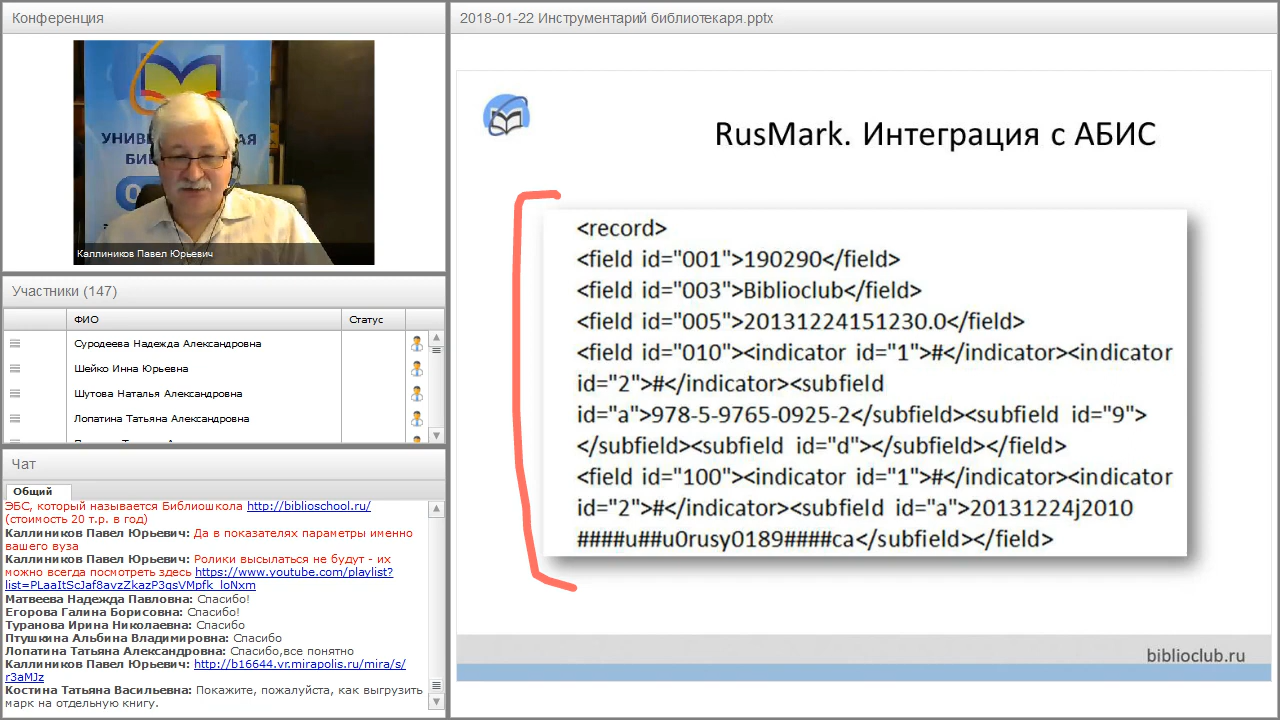 Конференция
УНИВЕ
КАЯ
БИБ
Каллиников Павел Юрьевич
Участники (147)
ФИО
Статус
Суродеева Надежда Александровна
Шейко Инна Юрьевна
Шутова Наталья Александровна
Лопатина Татьяна Александровна
Чат
Общий
ЭБС, который называется Библиошкола http://biblioschool.ru/
(стоимость 20 т.р. в год)
Каллиников Павел Юрьевич: Да в показателях параметры именно
вашего вуза
Каллиников Павел Юрьевич: Ролики высылаться не будут - их
можно всегда посмотреть здесь https://www.youtube.com/playlist?
list=PLaaItScJaf8avzZkazP3qsVMpfk_loNxm
Матвеева Надежда Павловна: Спасибо!
Егорова Галина Борисовна: Спасибо!
Туранова Ирина Николаевна: Спасибо
Птушкина Альбина Владимировна: Спасибо
Лопатина Татьяна Александровна: Спасибо,все понятно
Каллиников Павел Юрьевич: http://b16644.vr.mirapolis.ru/mira/s/
r3aMJz
Костина Татьяна Васильевна: Покажите, пожалуйста, как выгрузить
марк на отдельную книгу.
2018-01-22 Инструментарий библиотекаря.pptx
RusMark. Интеграция с АБИС
<record>
<field id="001">190290</field>
<field id="003">Biblioclub</field>
<field id="005">20131224151230.0</field>
<field id="010"><indicator id="1">#</indicator><indicator
id="2">#</indicator><subfield
id="a">978-5-9765-0925-2</subfield><subfield id="9">
</subfield><subfield id="d"></subfield></field>
<field id="100"><indicator id="1">#</indicator><indicator
id="2">#</indicator><subfield id="a">20131224j2010
####u##u0rusy0189####ca</subfield></field>
biblioclub.ru